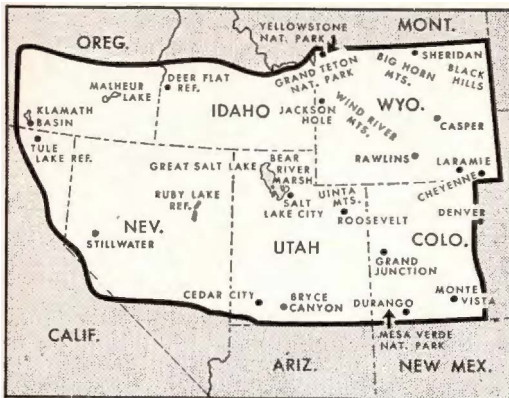 YELLOWSTONE
NAT. PARK
MONT.
OREG.
SHERIDAN
GRAND TETON
NAT. PARK
BIG HORN
MTS.
BLACK
HILLS
DEER FLAT
REF.
MALHEUR
LAKE
IDAHO
JACKSON
HOLE
WIND RIVER
MTS.
WYO.
KLAMATH
BASIN
CASPER
TULE
LAKE REF.
RAWLINS
LARAMIE
GREAT SALT LAKE
BEAR
RIVER
MARSH
CHEYENNE
RUBY LAKE
REF.
UINTA
MTS.
SALT
LAKE CITY
ROOSEVELT
DENVER
NEV.
STILLWATER
UTAH
COLO.
GRAND
JUNCTION
CEDAR CITY
BRYCE
CANYON
DURANGO
MONTE
VISTA
CALIF.
MESA VERDE
NAT. PARK
ARIZ.
NEW MEX.